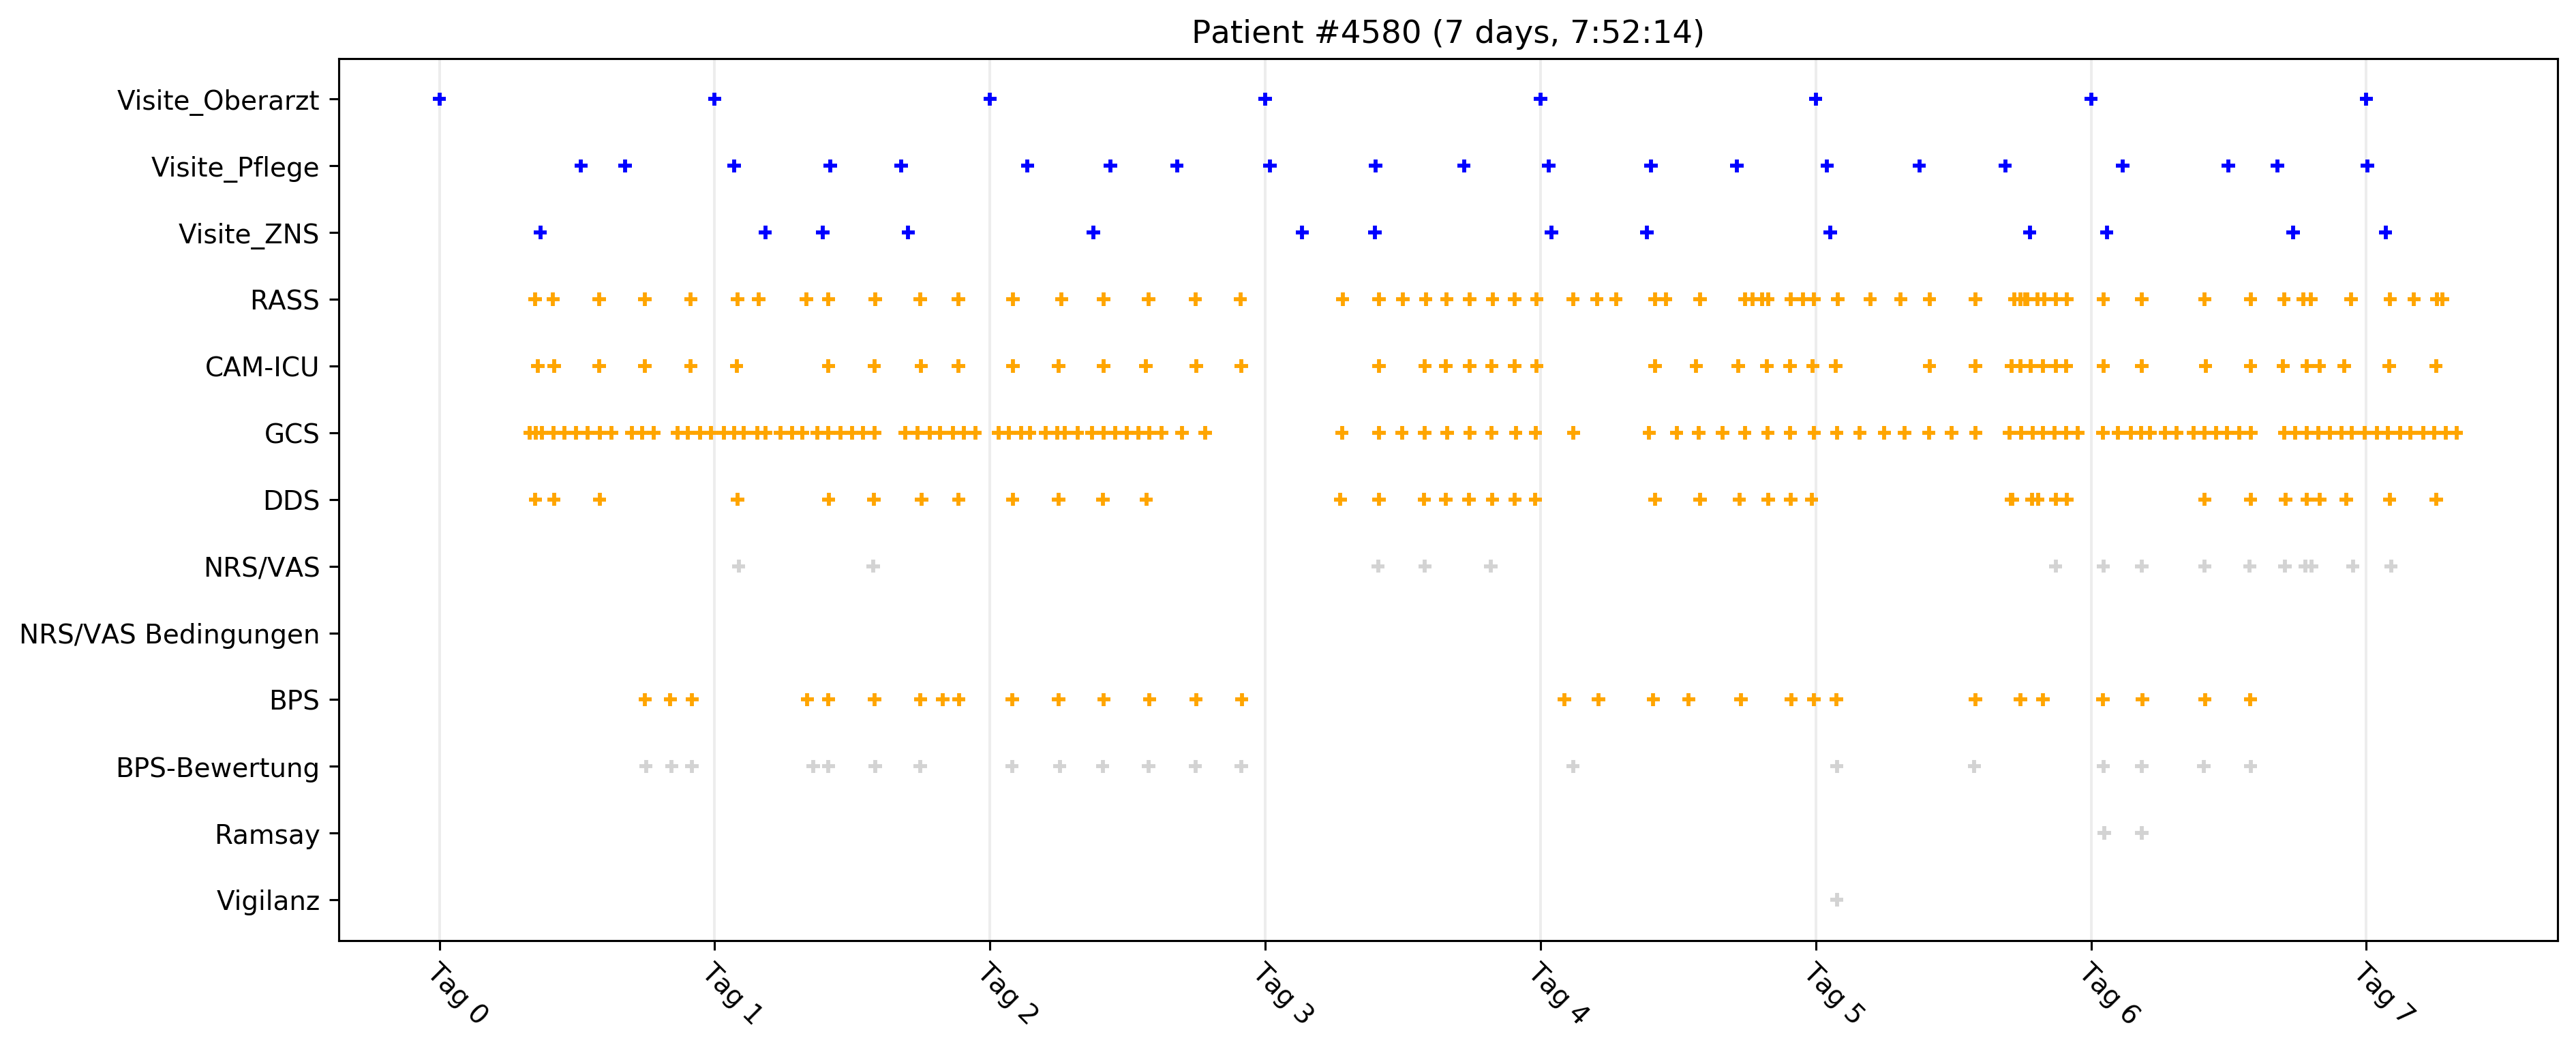 Patient #4580 (7 days, 7:52:14)
Visite_Oberarzt
Visite_Pflege
Visite_ZNS
RASS
CAM-ICU
GCS
DDS
NRS/VAS
NRS/VAS Bedingungen
BPS
BPS-Bewertung
Ramsay
Vigilanz
Tag 0
Tag 1
Tag 2
Tag 3
Tag 4
Tag 5
Tag 6
Tag 7